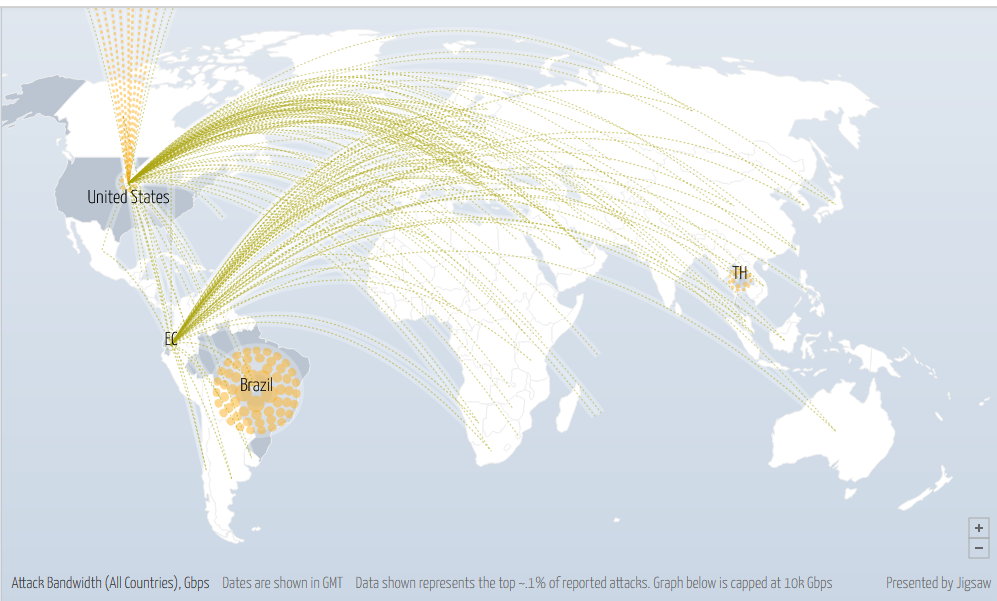 United States
TH
EC
Brazil
+
−
Attack Bandwidth (All Countries), Gbps Dates are shown in GMT Data shown represents the top ~.1% of reported attacks. Graph below is capped at 10k Gbps Presented by Jigsaw